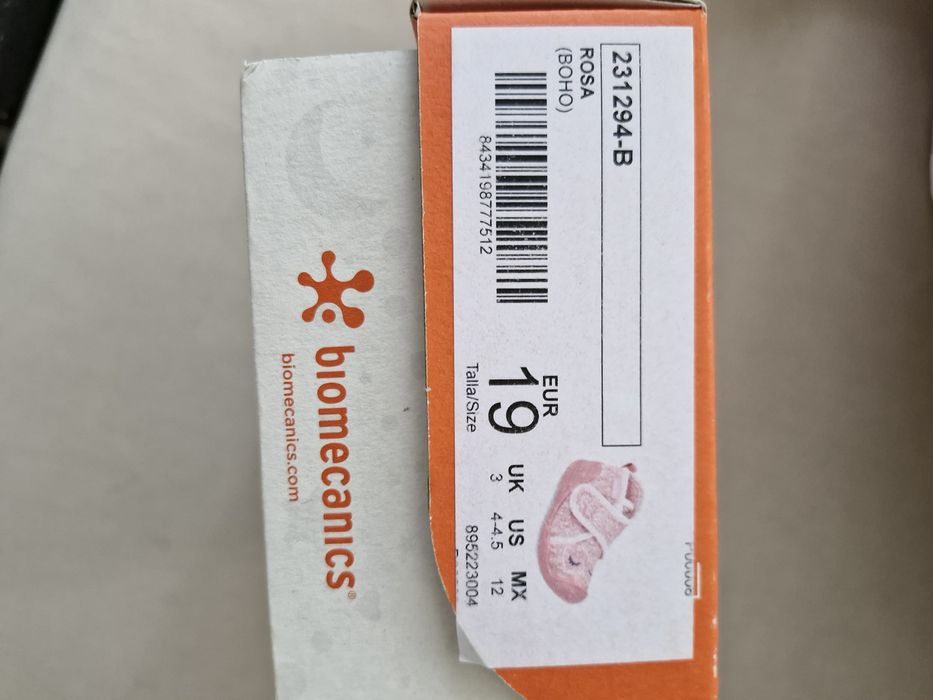 231294-B
ROSA
(BOHO)
8434198777512
EUR
19
Talla/Size
UK US MX
3 4-4.5 12
895223004
biomecanics®
biomecanics.com